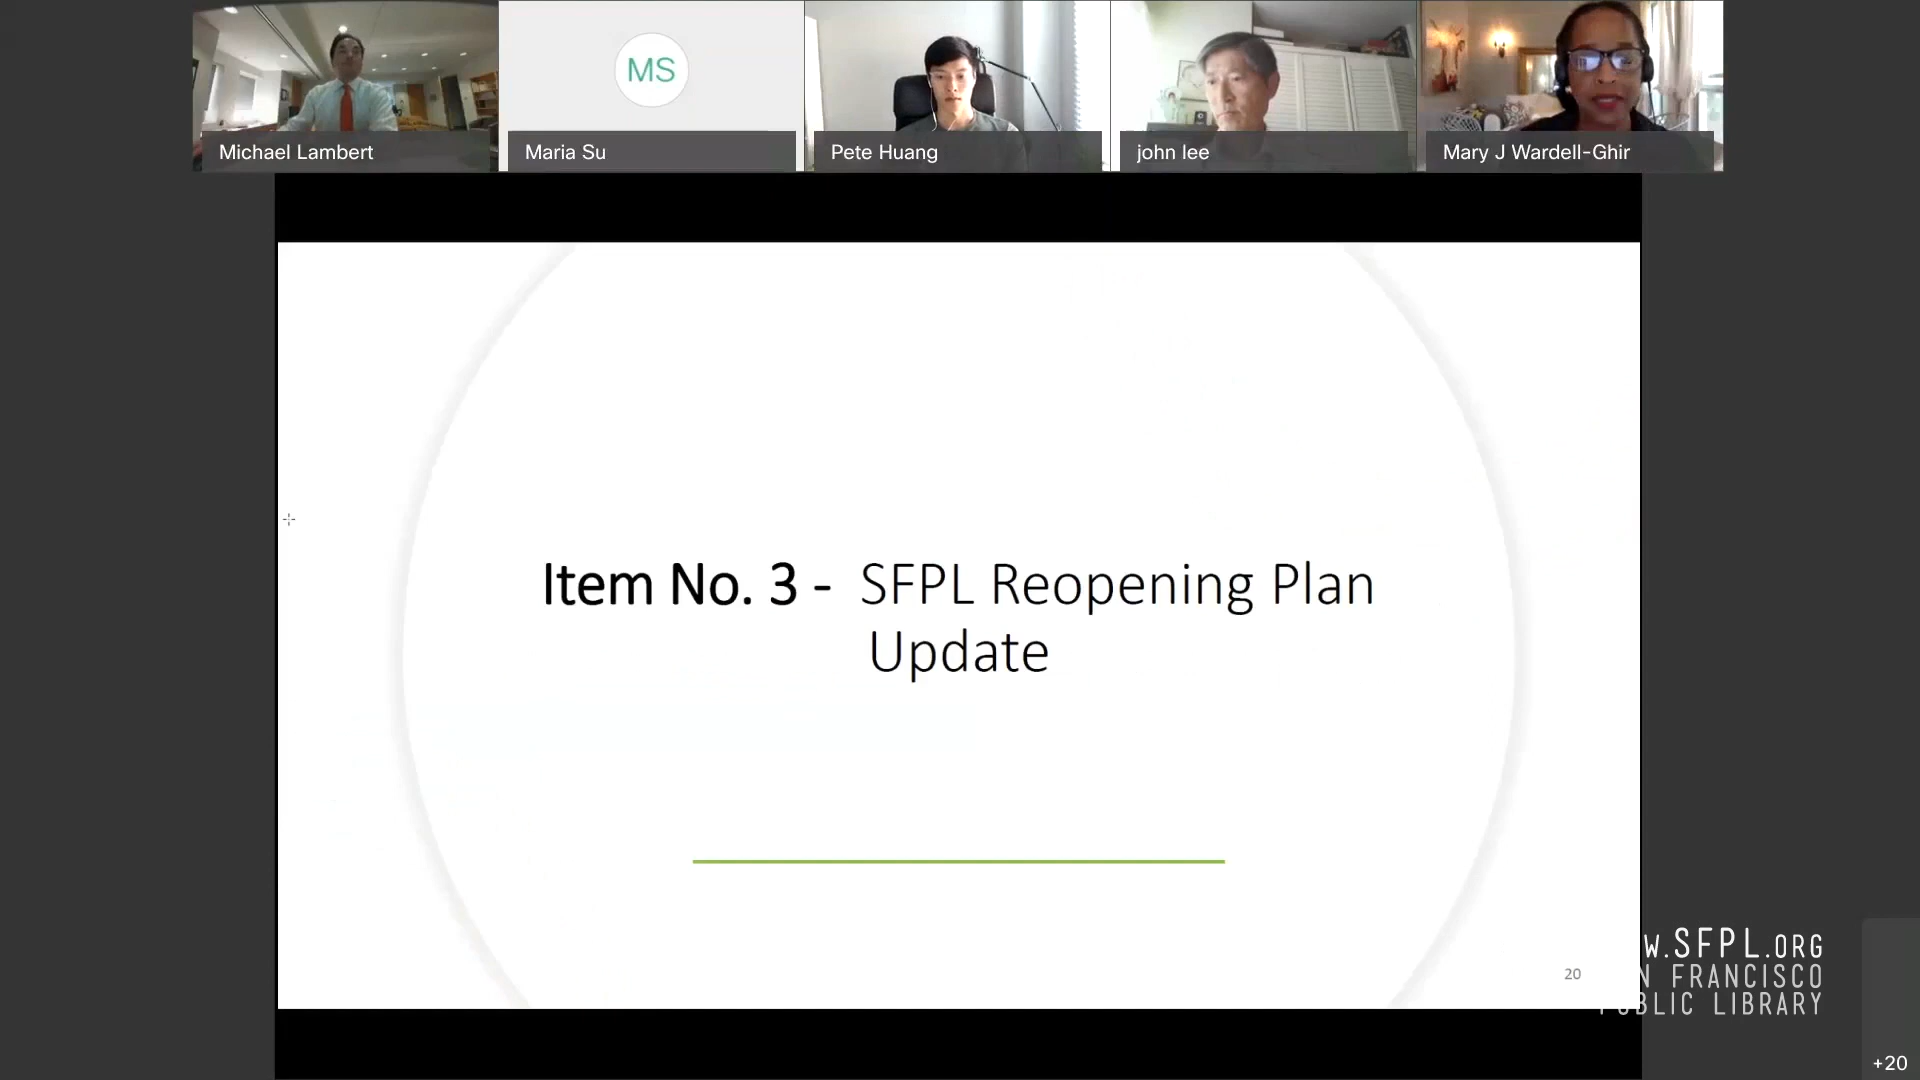 Michael Lambert
MS
Maria Su
Pete Huang
john lee
Mary J Wardell-Ghir
Item No. 3 - SFPL Reopening Plan
Update
20
W.SFPL.ORG
N FRANCISCO
PUBLIC LIBRARY
+20